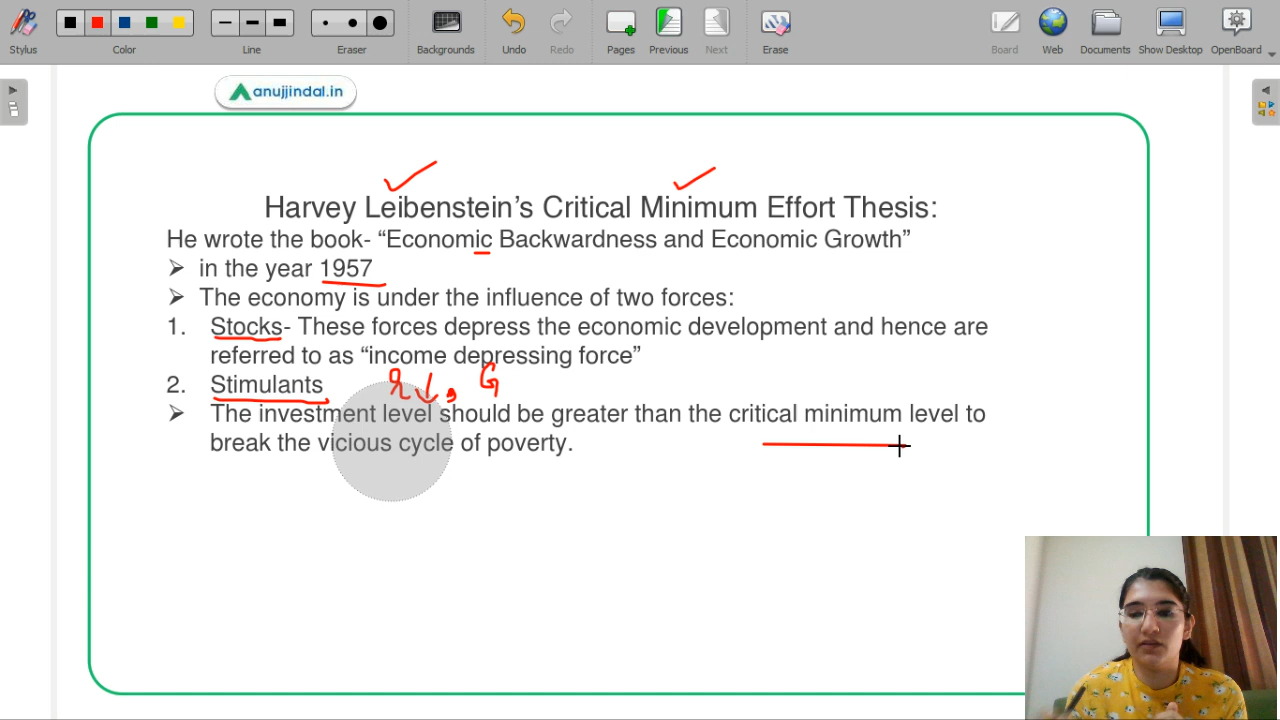 Stylus
Color
Line
Eraser
Backgrounds
Undo
Redo
Pages
Previous
Next
Erase
Board
Web
Documents
Show Desktop
OpenBoard
anujjindal.in
Harvey Leibenstein’s Critical Minimum Effort Thesis:
He wrote the book- “Economic Backwardness and Economic Growth”
➢ in the year 1957
➢ The economy is under the influence of two forces:
1. Stocks- These forces depress the economic development and hence are
referred to as “income depressing force”
2. Stimulants
➢ The investment level should be greater than the critical minimum level to
break the vicious cycle of poverty.